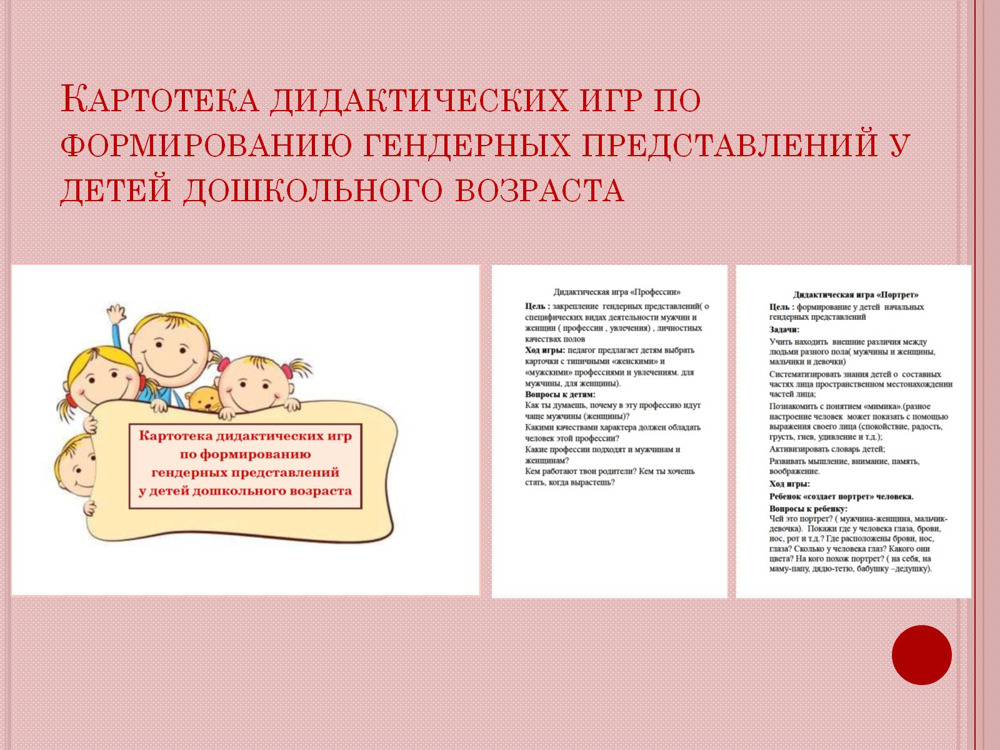 Картотека дидактических игр по
формированию гендерных представлений у
детей дошкольного возраста
Картотека дидактических игр
по формированию
гендерных представлений
у детей дошкольного возраста
Дидактическая игра «Профессии»
Цель : закрепление гендерных представлений( о
специфических видах деятельности мужчин и
женщин ( профессии , увлечения) , личностных
качествах полов
Ход игры: педагог предлагает детям выбрать
карточки с типичными «женскими» и
«мужскими» профессиями и увлечениям. для
мужчины, для женщины).
Вопросы к детям:
Как ты думаешь, почему в эту профессию идут
чаще мужчины (женщины)?
Какими качествами характера должен обладать
человек этой профессии?
Какие профессии подходят и мужчинам и
женщинам?
Кем работают твои родители? Кем ты хочешь
стать, когда вырастешь?
Дидактическая игра «Портрет»
Цель : формирование у детей начальных
гендерных представлений
Задачи:
Учить находить внешние различия между
людьми разного пола( мужчины и женщины,
мальчики и девочки)
Систематизировать знания детей о составных
частях лица пространственном местонахождении
частей лица;
Познакомить с понятием «мимика».(разное
настроение человек может показать с помощью
выражения своего лица (спокойствие, радость,
грусть, гнев, удивление и т.д.);
Активизировать словарь детей;
Развивать мышление, внимание, память,
воображение.
Ход игры:
Ребенок «создает портрет» человека.
Вопросы к ребенку:
Чей это портрет? ( мужчина-женщина, мальчик-
девочка). Покажи где у человека глаза, брови,
нос, рот и т.д.? Где расположены брови, нос,
глаза? Сколько у человека глаз? Какого они
цвета? На кого похож портрет? ( на себя, на
маму-папу, дядю-тетю, бабушку –дедушку).